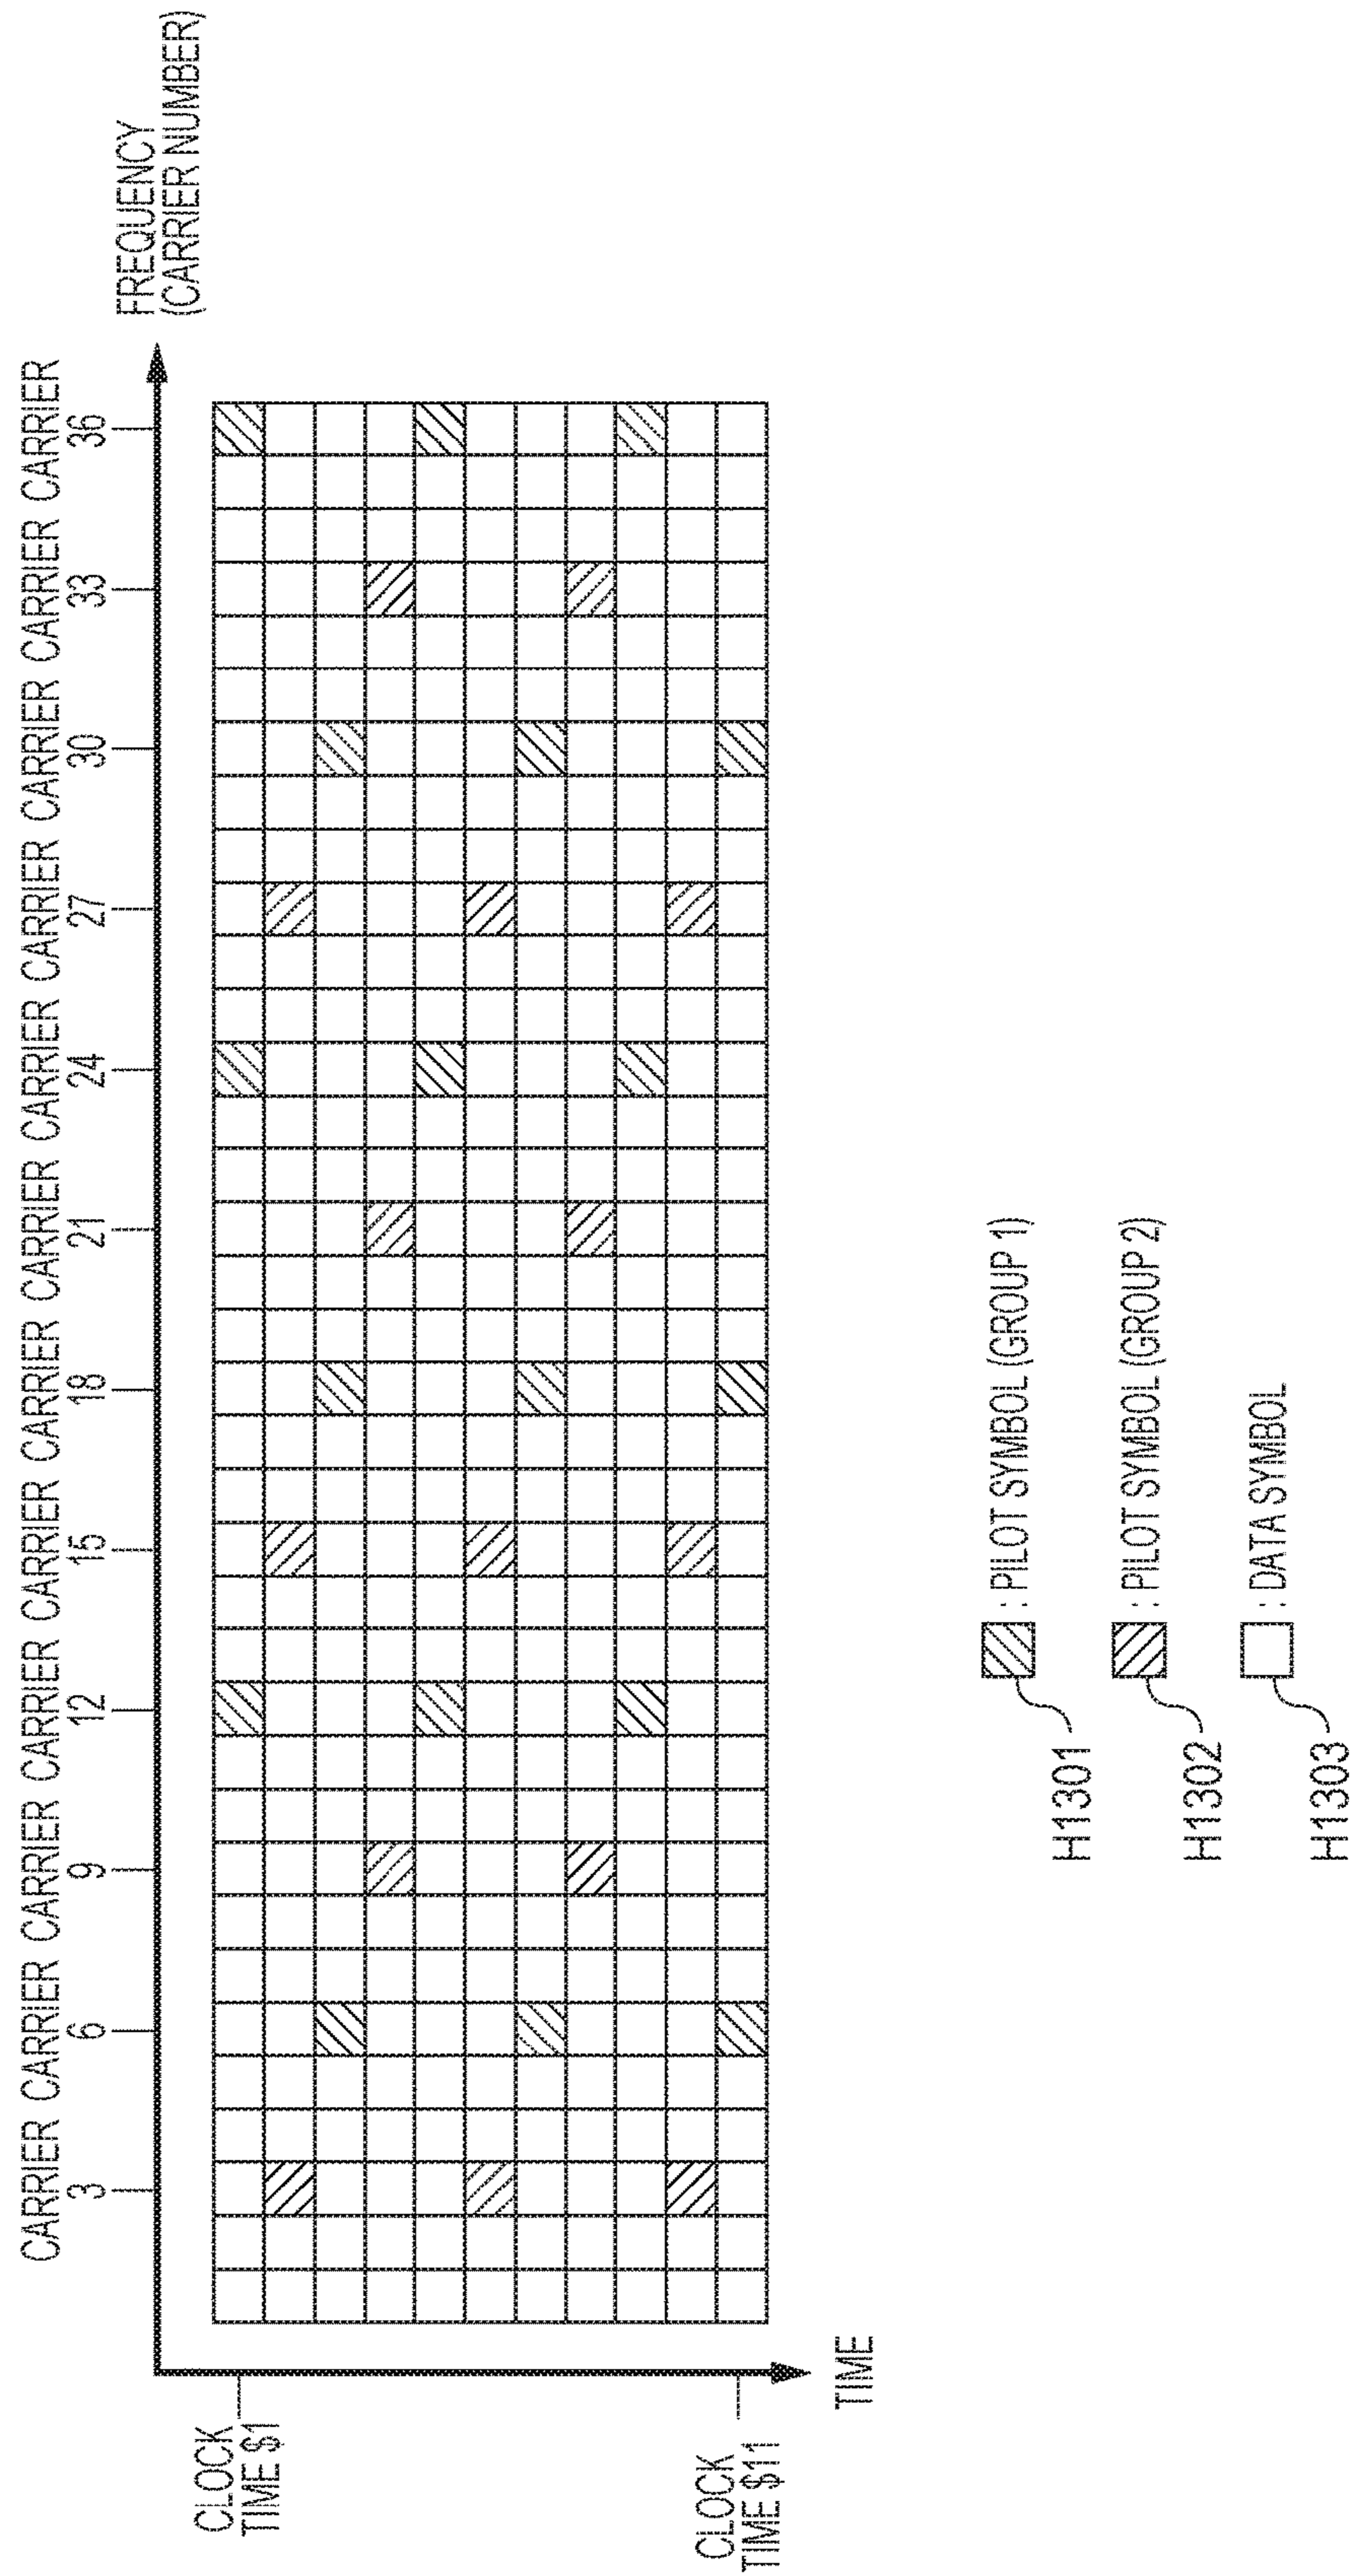 FREQUENCY
(CARRIER NUMBER)
CARRIER CARRIER CARRIER CARRIER CARRIER CARRIER CARRIER CARRIER CARRIER CARRIER CARRIER CARRIER
3 6 9 12 15 18 21 24 27 30 33 36
CLOCK
TIME $1
CLOCK
TIME $11
TIME
H1301 : PILOT SYMBOL (GROUP 1)
H1302 : PILOT SYMBOL (GROUP 2)
H1303 : DATA SYMBOL